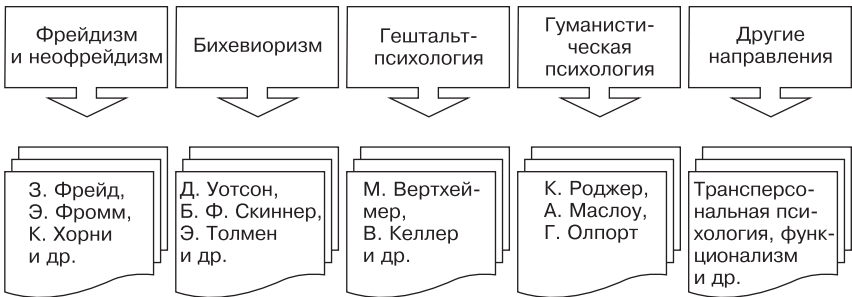 Фрейдизм
и неофрейдизм
Бихевиоризм
Гештальт-
психология
Гуманисти-
ческая
психология
Другие
направления
З. Фрейд,
Э. Фромм,
К. Хорни
и др.
Д. Уотсон,
Б. Ф. Скиннер,
Э. Толмен
и др.
М. Вертхей-
мер,
В. Келлер
и др.
К. Роджер,
А. Маслоу,
Г. Олпорт
Трансперсо-
нальная пси-
хология, функ-
ционализм
и др.